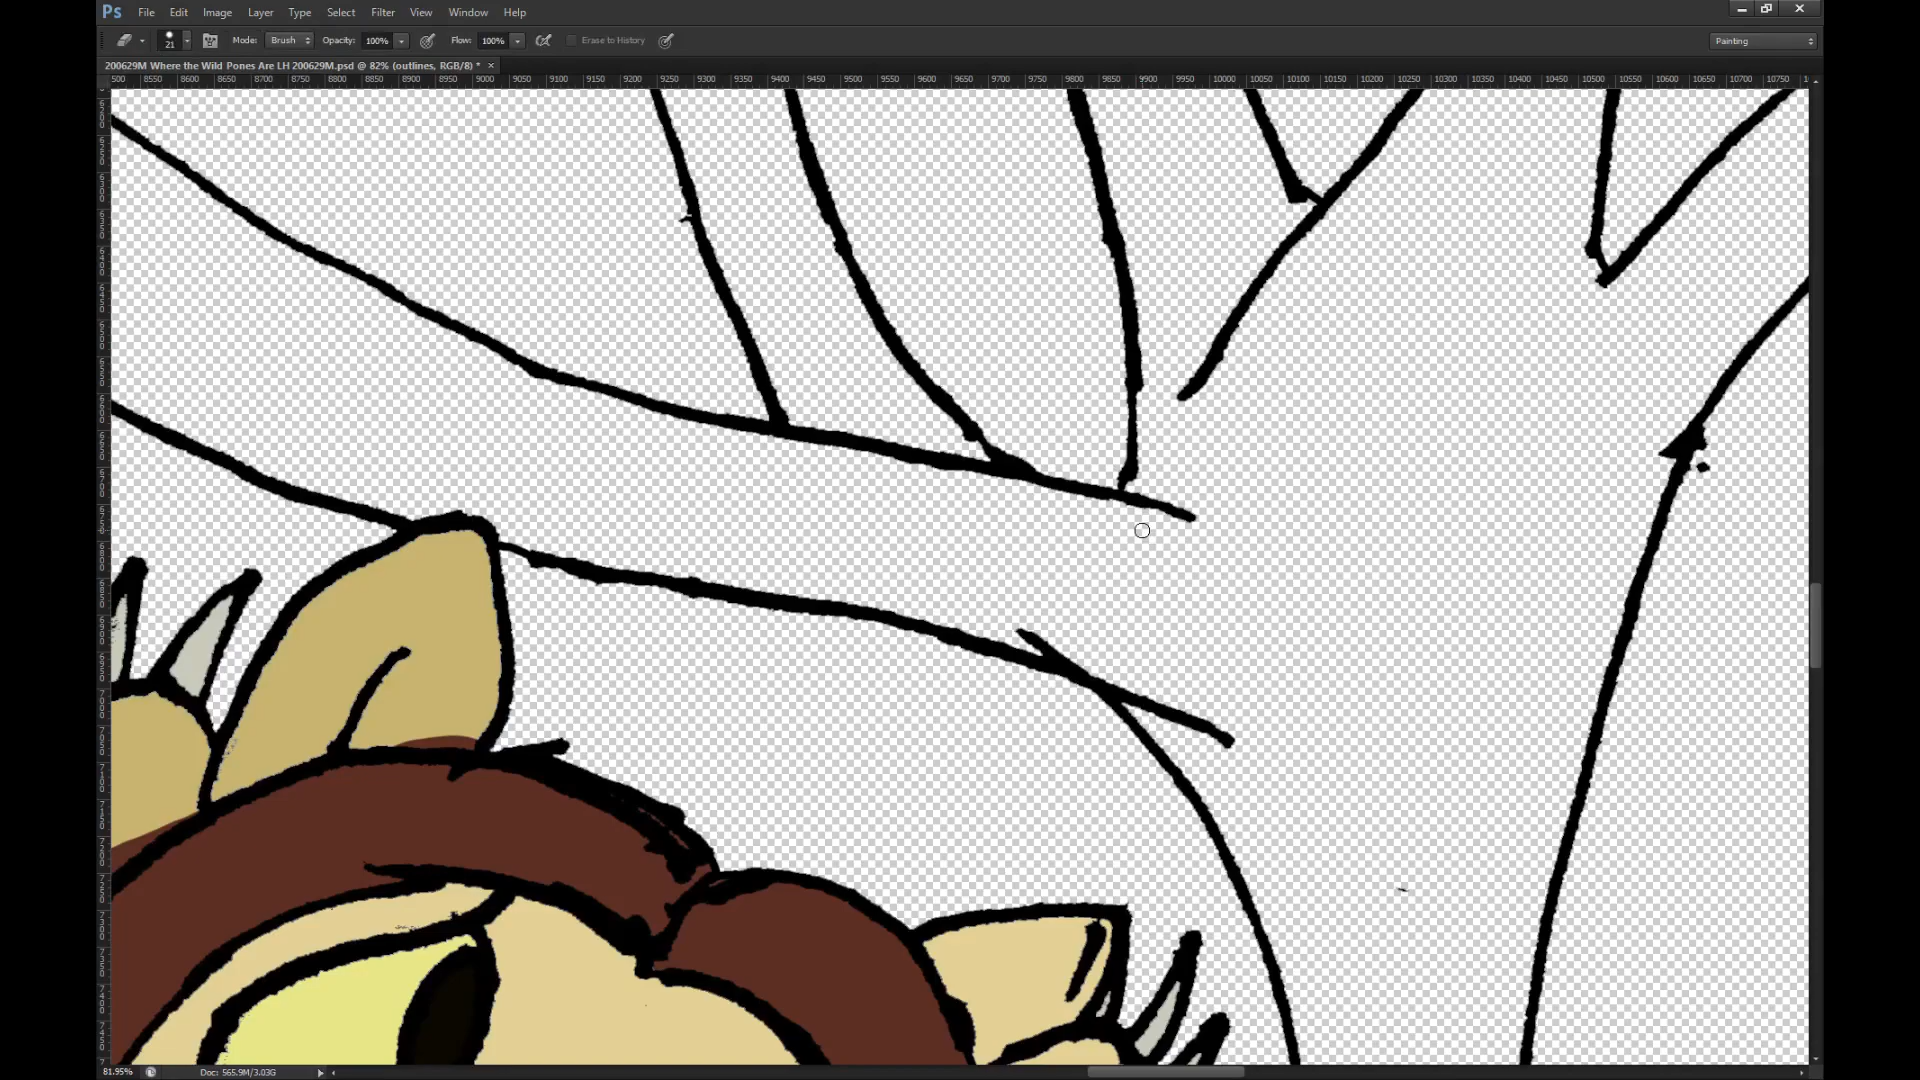 Ps File Edit Image Layer Type Select Filter View Window Help
21 Mode: Brush Opacity: 100% Flow: 100% Erase to History Painting
200629M Where the Wild Pones Are LH 200629M.psd @ 82% (outlines, RGB/8) * ×
500 8550 8600 8650 8700 8750 8800 8850 8900 8950 9000 9050 9100 9150 9200 9250 9300 9350 9400 9450 9500 9550 9600 9650 9700 9750 9800 9850 9900 9950 10000 10050 10100 10150 10200 10250 10300 10350 10400 10450 10500 10550 10600 10650 10700 10750
81.95% Doc: 565.9M/3.03G